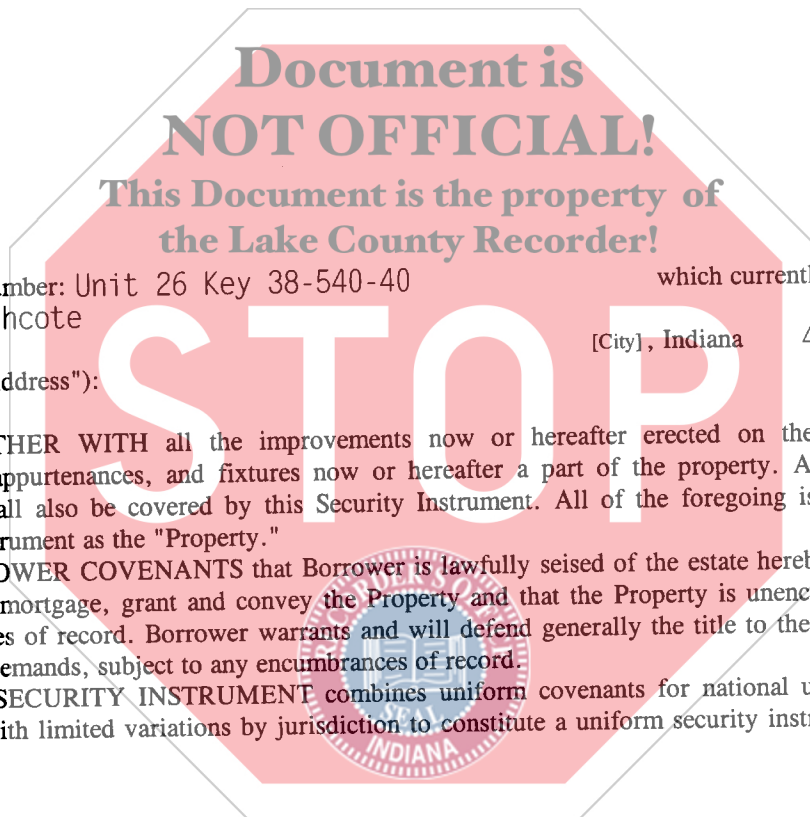 Document is
NOT OFFICIAL!
This Document is the property of
the Lake County Recorder!
mber: Unit 26 Key 38-540-40 which currentl
hcote
[City], Indiana 4
ddress"):
STOP
THER WITH all the improvements now or hereafter erected on the
appurtenances, and fixtures now or hereafter a part of the property. A
all also be covered by this Security Instrument. All of the foregoing is
rument as the "Property."
OWER COVENANTS that Borrower is lawfully seised of the estate hereb
mortgage, grant and convey the Property and that the Property is unenc
es of record. Borrower warrants and will defend generally the title to the
emands, subject to any encumbrances of record.
SECURITY INSTRUMENT combines uniform covenants for national u
ith limited variations by jurisdiction to constitute a uniform security instr
RECORDER'S OFFICE
SEAL
INDIANA